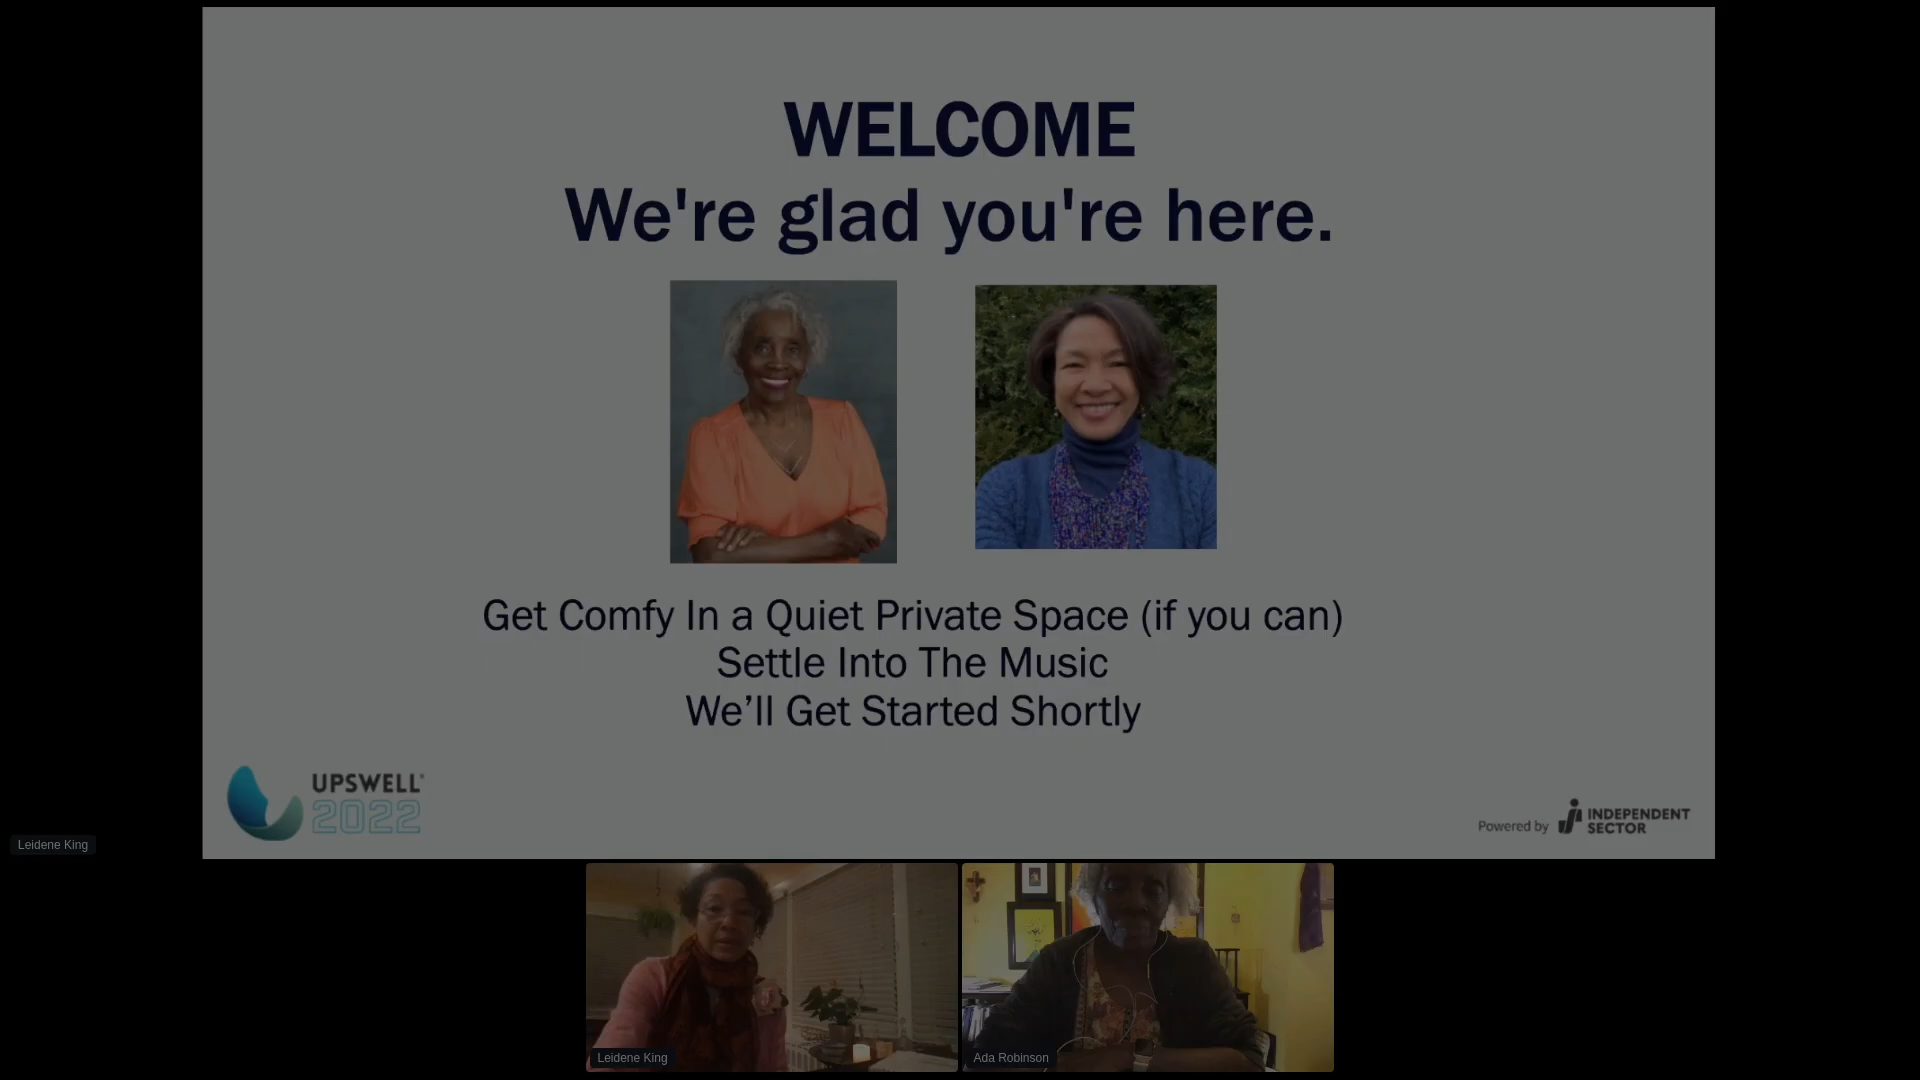 WELCOME
We're glad you're here.
Get Comfy In a Quiet Private Space (if you can)
Settle Into The Music
We’ll Get Started Shortly
UPSWELL
2022
Powered by
INDEPENDENT
SECTOR
Leidene King
Leidene King
Ada Robinson